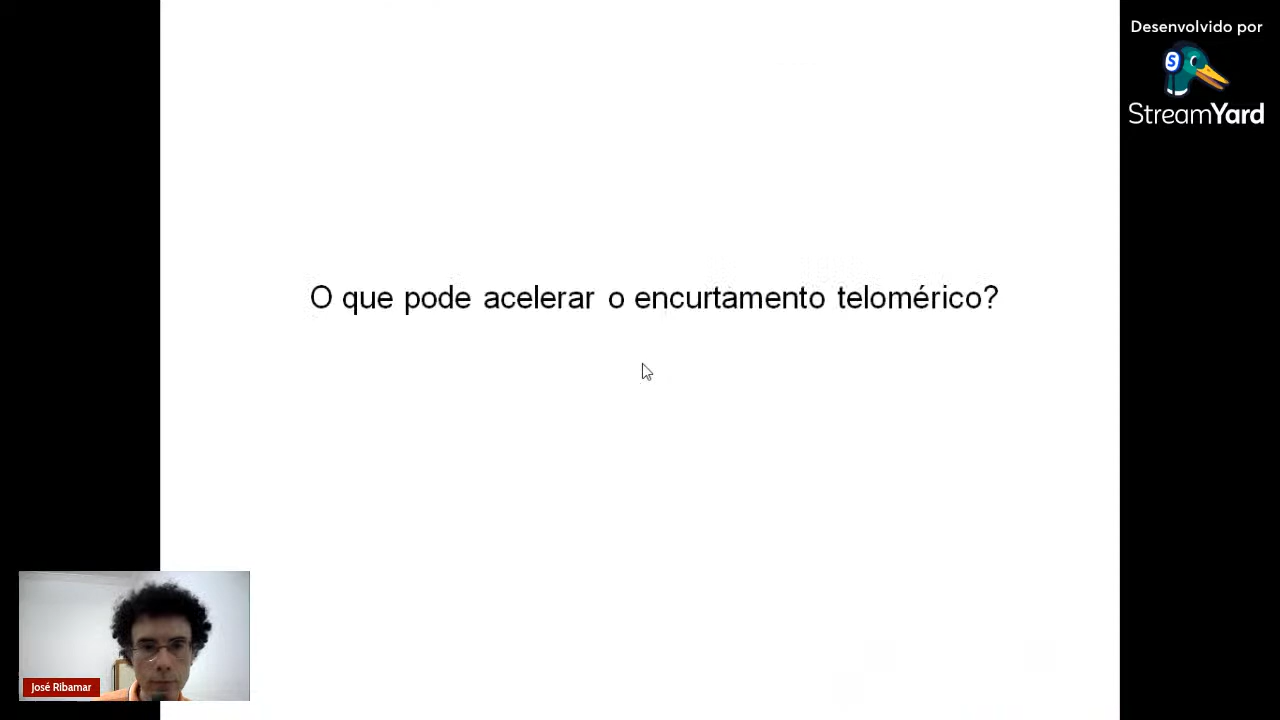 Desenvolvido por
StreamYard
O que pode acelerar o encurtamento telomérico?
José Ribamar